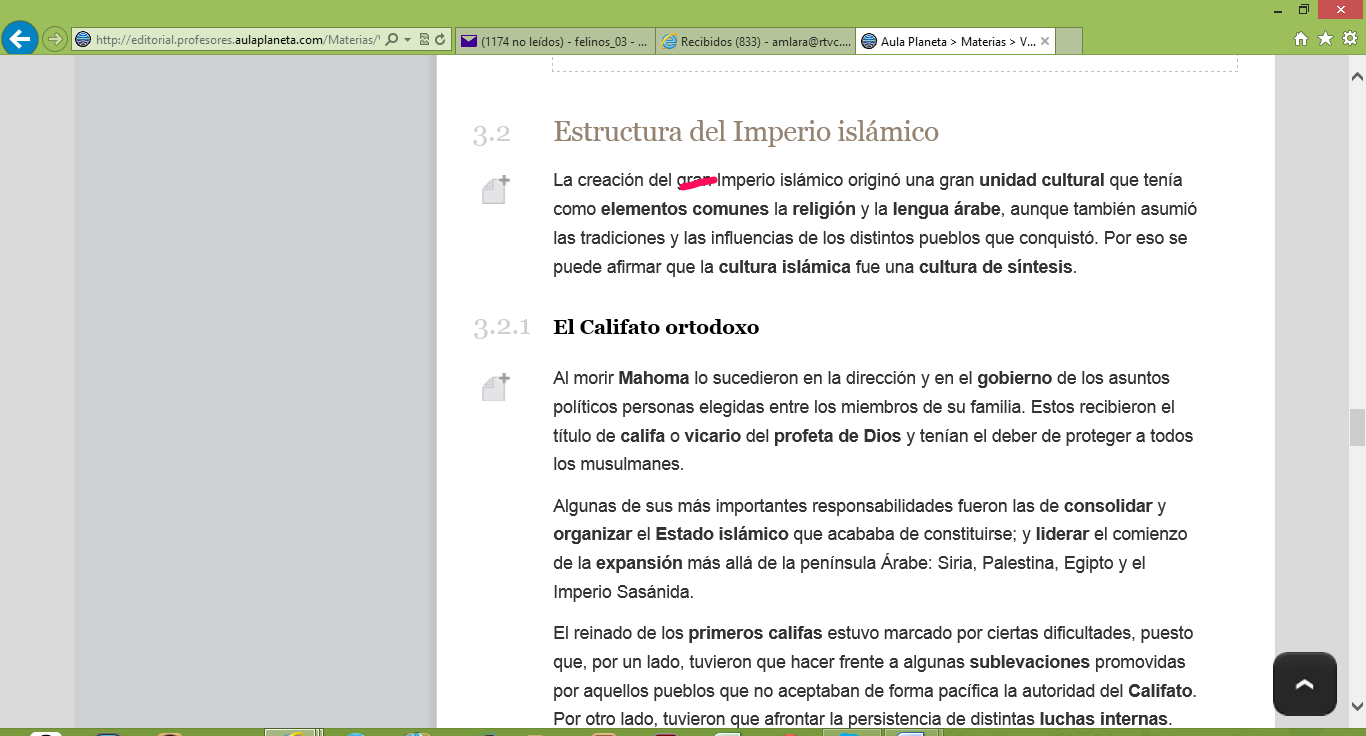 http://editorial.profesores.aulaplaneta.com/Materias/
(1174 no leídos) - felinos_03 - ...
Recibidos (833) - amlara@rtvc....
Aula Planeta > Materias > V...
3.2 Estructura del Imperio islámico
La creación del gran Imperio islámico originó una gran unidad cultural que tenía
como elementos comunes la religión y la lengua árabe, aunque también asumió
las tradiciones y las influencias de los distintos pueblos que conquistó. Por eso se
puede afirmar que la cultura islámica fue una cultura de síntesis.
3.2.1 El Califato ortodoxo
Al morir Mahoma lo sucedieron en la dirección y en el gobierno de los asuntos
políticos personas elegidas entre los miembros de su familia. Estos recibieron el
título de califa o vicario del profeta de Dios y tenían el deber de proteger a todos
los musulmanes.
Algunas de sus más importantes responsabilidades fueron las de consolidar y
organizar el Estado islámico que acababa de constituirse; y liderar el comienzo
de la expansión más allá de la península Árabe: Siria, Palestina, Egipto y el
Imperio Sasánida.
El reinado de los primeros califas estuvo marcado por ciertas dificultades, puesto
que, por un lado, tuvieron que hacer frente a algunas sublevaciones promovidas
por aquellos pueblos que no aceptaban de forma pacífica la autoridad del Califato.
Por otro lado, tuvieron que afrontar la persistencia de distintas luchas internas.